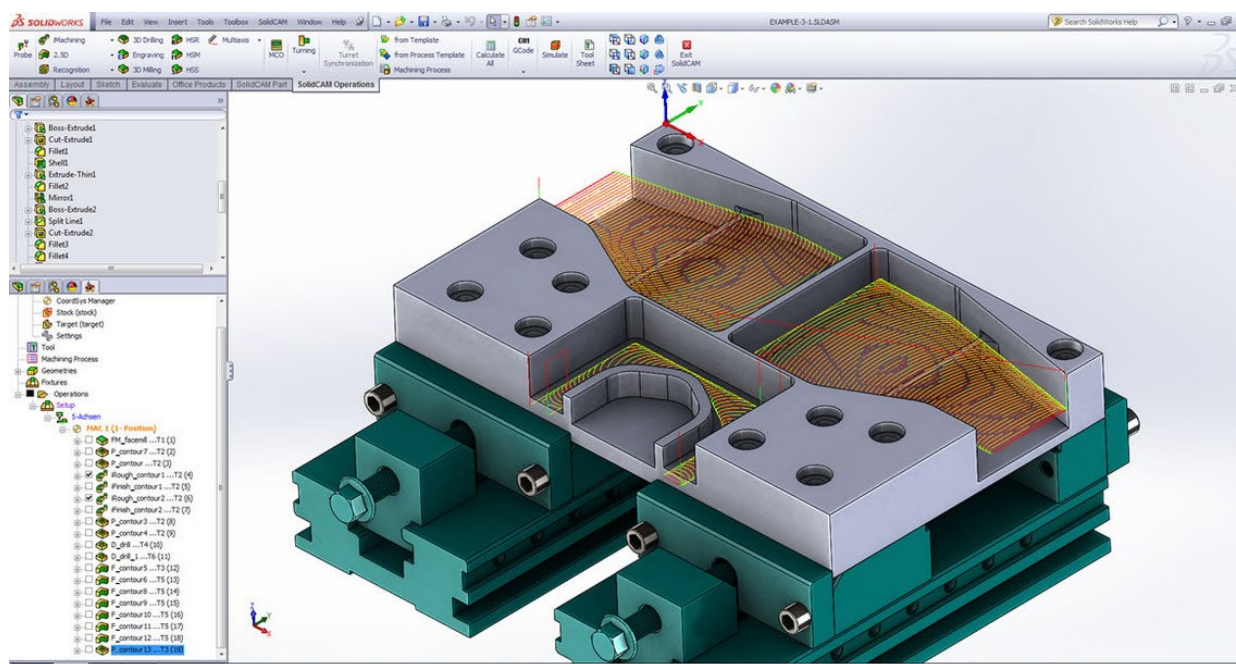 SOLIDWORKS File Edit View Insert Tools Toolbox SolidCAM Window Help
EXAMPLE-3-1.SLDASM
Search SolidWorks Help
Probe
Machining
2.5D
Recognition
3D Drilling
Engraving
3D Milling
HSR
HSM
HSS
Multiaxis
MCO
Turning
Turret Synchronization
from Template
from Process Template
Machining Process
Calculate All
G01
GCode
Simulate
Tool Sheet
Exit SolidCAM
Assembly Layout Sketch Evaluate Office Products SolidCAM Part SolidCAM Operations
Boss-Extrude1
Cut-Extrude1
Fillet1
Shell1
Extrude-Thin1
Fillet2
Mirror1
Boss-Extrude2
Split Line1
Cut-Extrude2
Fillet3
Fillet4
CoordSys Manager
Stock (stock)
Target (target)
Settings
Tool
Machining Process
Geometries
Fixtures
Operations
Setup
5-Achsen
MAC 1 (1- Position)
FM_facemill ...T1 (1)
P_contour7 ...T2 (2)
P_contour ...T2 (3)
iRough_contour1 ...T2 (4)
iFinish_contour1 ...T2 (5)
iRough_contour2 ...T2 (6)
iFinish_contour2 ...T2 (7)
P_contour3 ...T2 (8)
P_contour4 ...T2 (9)
D_drill ...T4 (10)
D_drill_1 ...T6 (11)
F_contour5 ...T3 (12)
F_contour6 ...T5 (13)
F_contour8 ...T5 (14)
F_contour9 ...T5 (15)
F_contour10 ...T5 (16)
F_contour11 ...T5 (17)
F_contour12 ...T5 (18)
P_contour13 ...T3 (19)
Z
Y
X